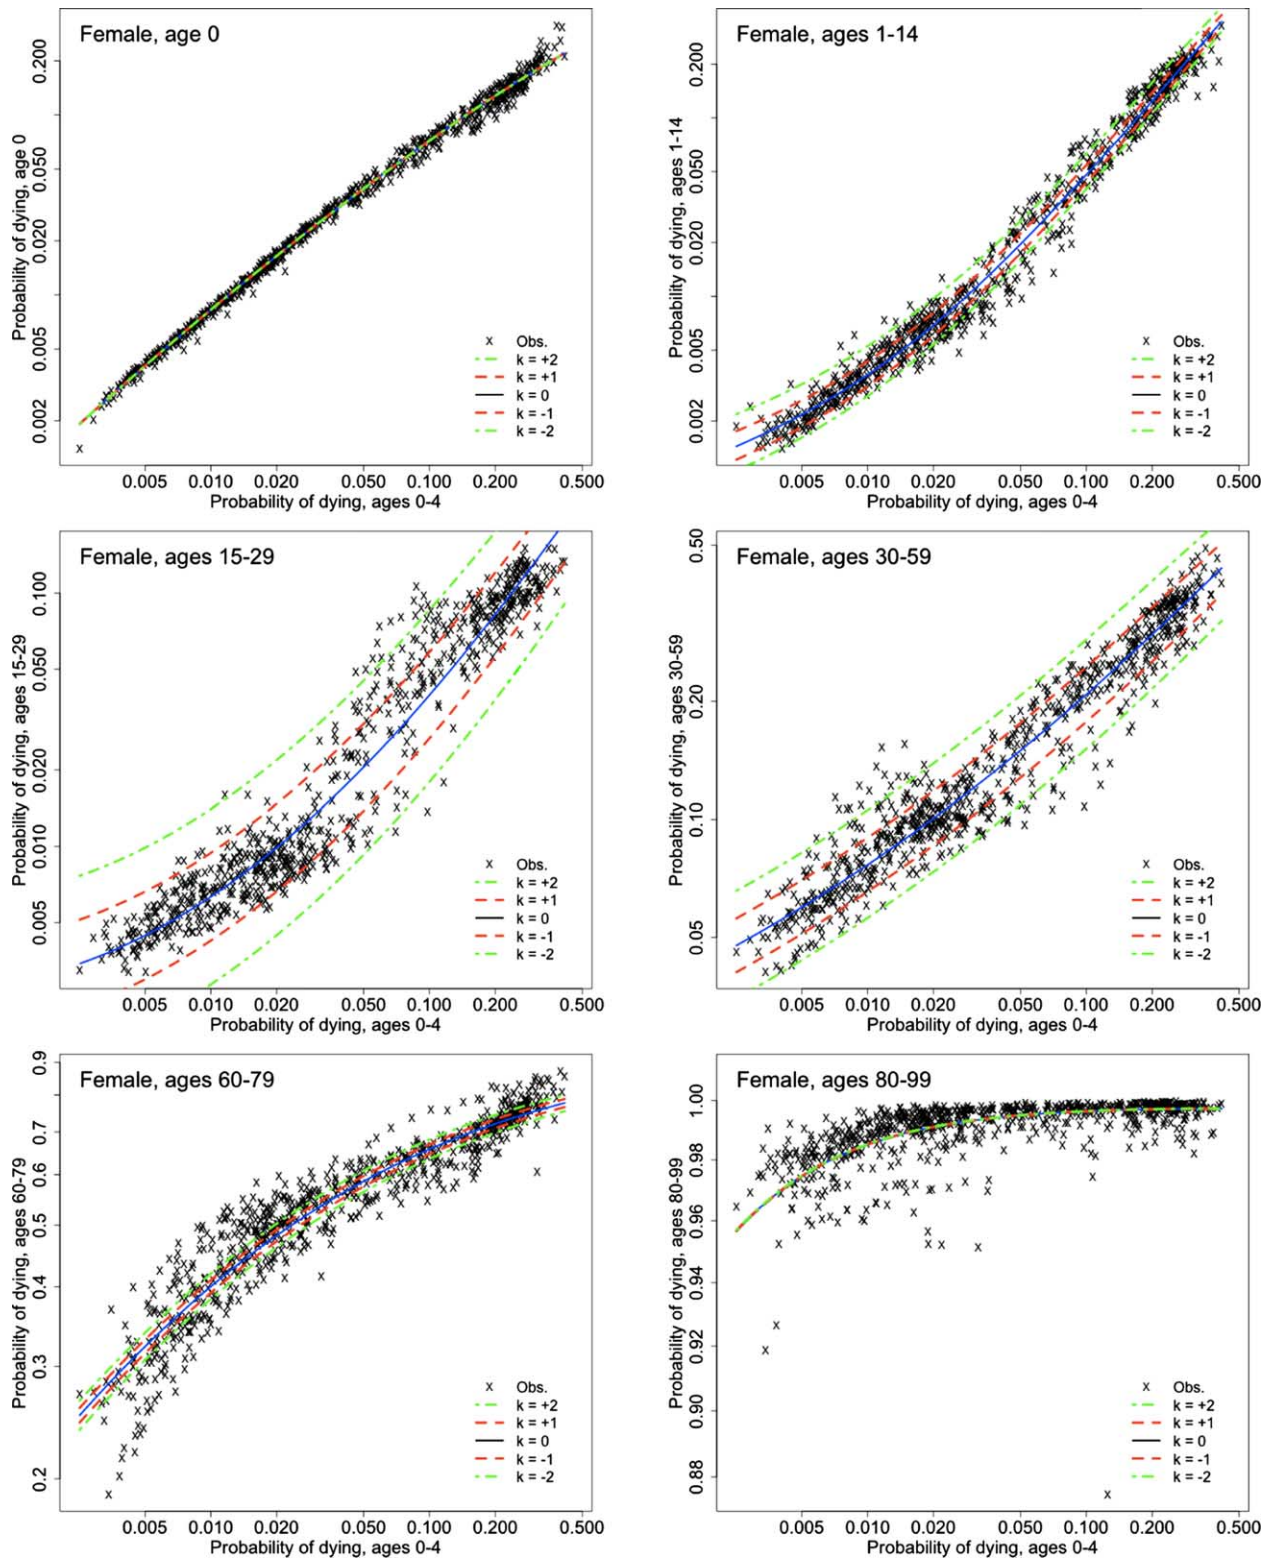 Female, age 0
Probability of dying, age 0
0.200
0.050
0.020
0.005
0.002
x Obs.
k = +2
k = +1
k = 0
k = -1
k = -2
0.005 0.010 0.020 0.050 0.100 0.200 0.500
Probability of dying, ages 0-4
Female, ages 1-14
Probability of dying, ages 1-14
0.200
0.050
0.020
0.005
0.002
x Obs.
k = +2
k = +1
k = 0
k = -1
k = -2
0.005 0.010 0.020 0.050 0.100 0.200 0.500
Probability of dying, ages 0-4
Female, ages 15-29
Probability of dying, ages 15-29
0.100
0.050
0.020
0.010
0.005
x Obs.
k = +2
k = +1
k = 0
k = -1
k = -2
0.005 0.010 0.020 0.050 0.100 0.200 0.500
Probability of dying, ages 0-4
Female, ages 30-59
Probability of dying, ages 30-59
0.50
0.20
0.10
0.05
x Obs.
k = +2
k = +1
k = 0
k = -1
k = -2
0.005 0.010 0.020 0.050 0.100 0.200 0.500
Probability of dying, ages 0-4
Female, ages 60-79
Probability of dying, ages 60-79
0.9
0.7
0.6
0.5
0.4
0.3
0.2
x Obs.
k = +2
k = +1
k = 0
k = -1
k = -2
0.005 0.010 0.020 0.050 0.100 0.200 0.500
Probability of dying, ages 0-4
Female, ages 80-99
Probability of dying, ages 80-99
1.00
0.98
0.96
0.94
0.92
0.90
0.88
x Obs.
k = +2
k = +1
k = 0
k = -1
k = -2
0.005 0.010 0.020 0.050 0.100 0.200 0.500
Probability of dying, ages 0-4